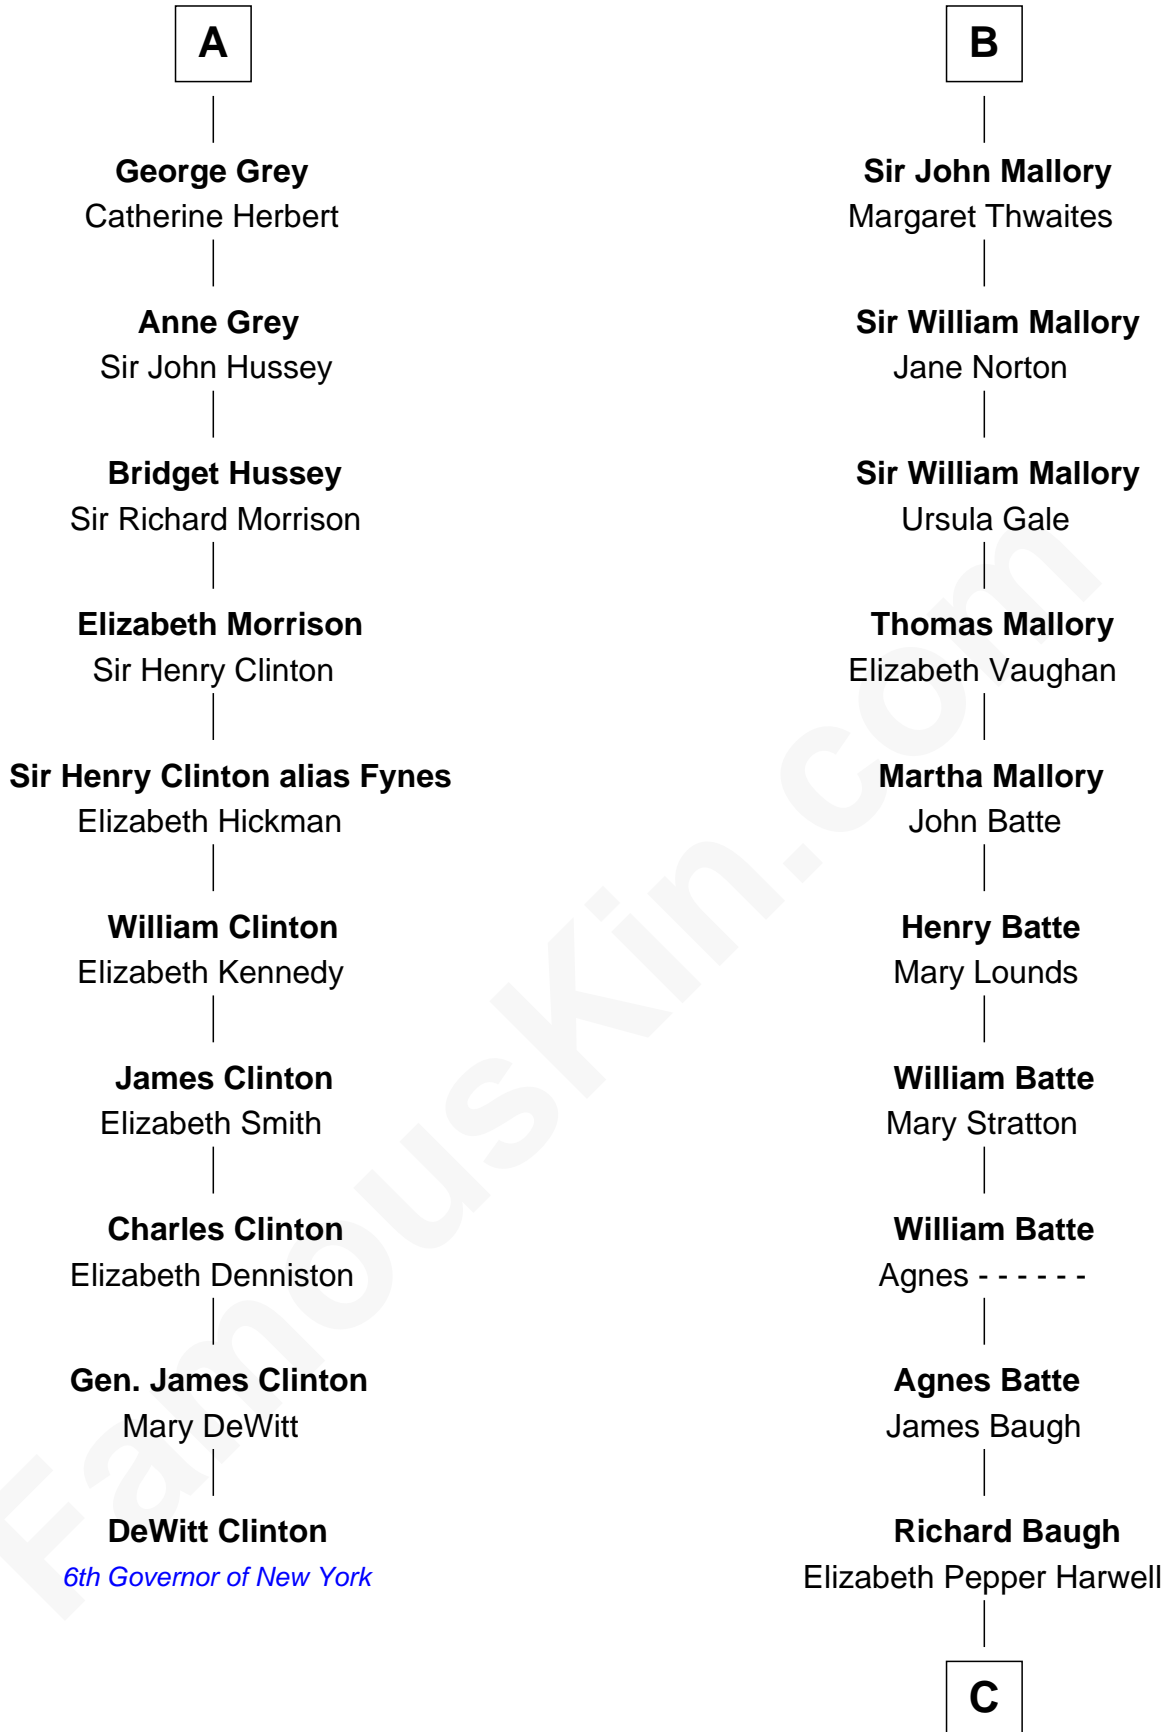 A
George Grey
Catherine Herbert
Anne Grey
Sir John Hussey
Bridget Hussey
Sir Richard Morrison
Elizabeth Morrison
Sir Henry Clinton
Sir Henry Clinton alias Fynes
Elizabeth Hickman
William Clinton
Elizabeth Kennedy
James Clinton
Elizabeth Smith
Charles Clinton
Elizabeth Denniston
Gen. James Clinton
Mary DeWitt
DeWitt Clinton
6th Governor of New York
B
Sir John Mallory
Margaret Thwaites
Sir William Mallory
Jane Norton
Sir William Mallory
Ursula Gale
Thomas Mallory
Elizabeth Vaughan
Martha Mallory
John Batte
Henry Batte
Mary Lounds
William Batte
Mary Stratton
William Batte
Agnes - - - - - -
Agnes Batte
James Baugh
Richard Baugh
Elizabeth Pepper Harwell
C
FamousKin.com